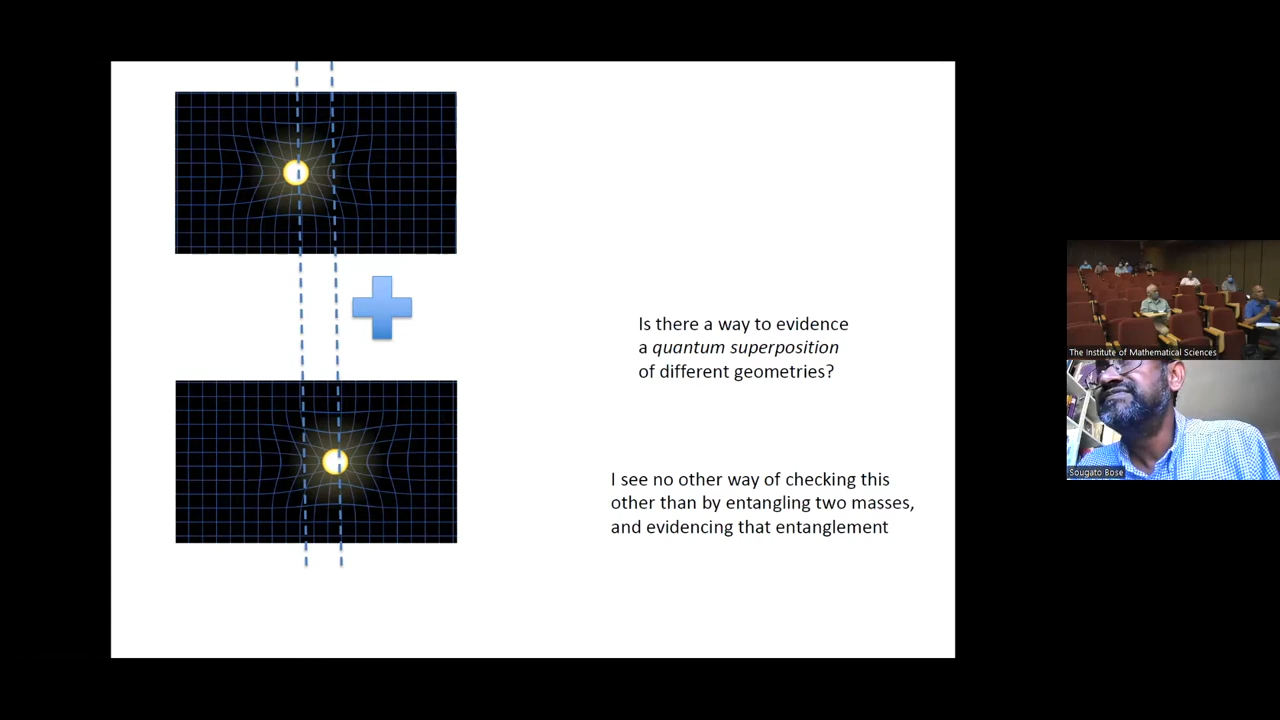 Is there a way to evidence
a quantum superposition
of different geometries?
I see no other way of checking this
other than by entangling two masses,
and evidencing that entanglement
The Institute of Mathematical Sciences
Sougato Bose